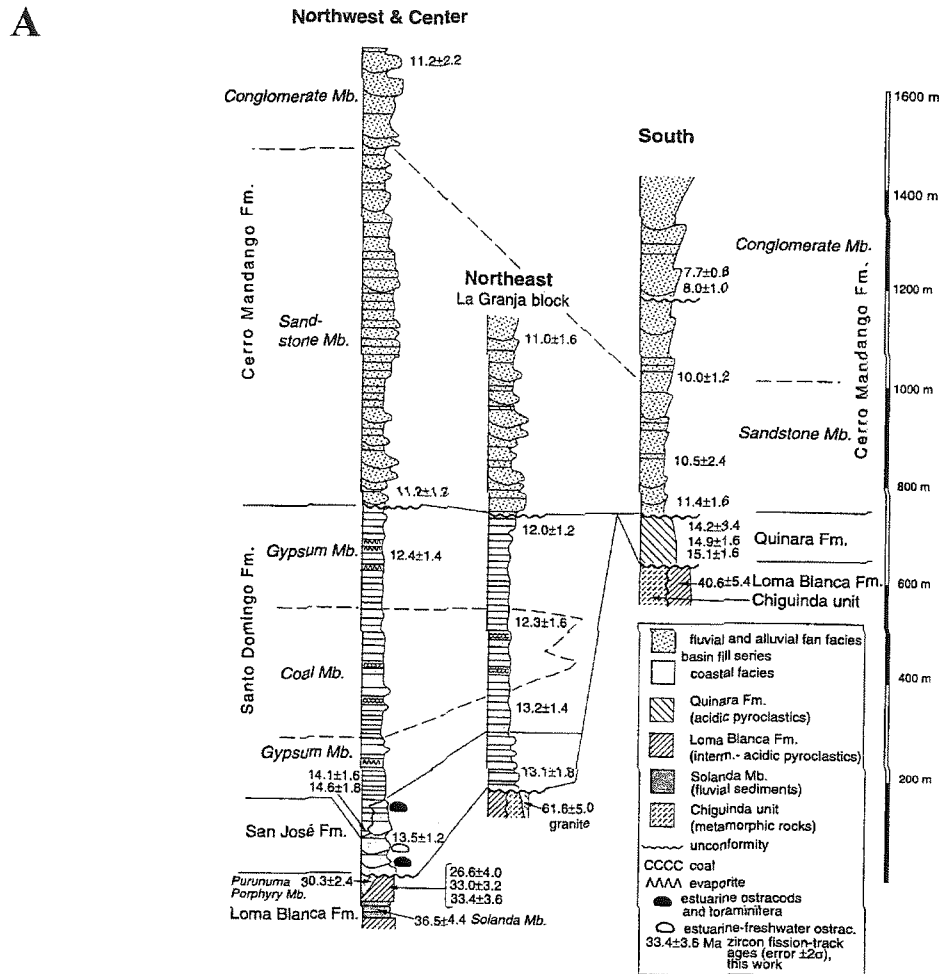 A
Northwest & Center
11.2±2.2
Conglomerate Mb.
Cerro Mandango Fm.
Sand-
stone Mb.
11.2±1.2
Gypsum Mb.
12.4±1.4
Santo Domingo Fm.
Coal Mb.
Gypsum Mb.
14.1±1.6
14.6±1.8
San José Fm.
13.5±1.2
Purunuma
Porphyry Mb.
30.3±2.4
26.6±4.0
33.0±3.2
33.4±3.6
Loma Blanca Fm.
36.5±4.4 Solanda Mb.
Northeast
La Granja block
11.0±1.6
12.0±1.2
12.3±1.6
13.2±1.4
13.1±1.8
61.6±5.0
granite
South
Conglomerate Mb.
7.7±0.8
8.0±1.0
10.0±1.2
Sandstone Mb.
Cerro Mandango Fm.
10.5±2.4
11.4±1.6
14.2±3.4
14.9±1.6
15.1±1.6
Quinara Fm.
40.6±5.4 Loma Blanca Fm.
Chiguinda unit
1600 m
1400 m
1200 m
1000 m
800 m
600 m
400 m
200 m
fluvial and alluvial fan facies
basin fill series
coastal facies
Quinara Fm.
(acidic pyroclastics)
Loma Blanca Fm.
(interm.- acidic pyroclastics)
Solanda Mb.
(fluvial sediments)
Chiguinda unit
(metamorphic rocks)
unconformity
CCCC coal
evaporite
estuarine ostracods
and foraminifera
estuarine-freshwater ostrac.
33.4±3.6 Ma zircon fission-track
ages (error ±2σ),
this work